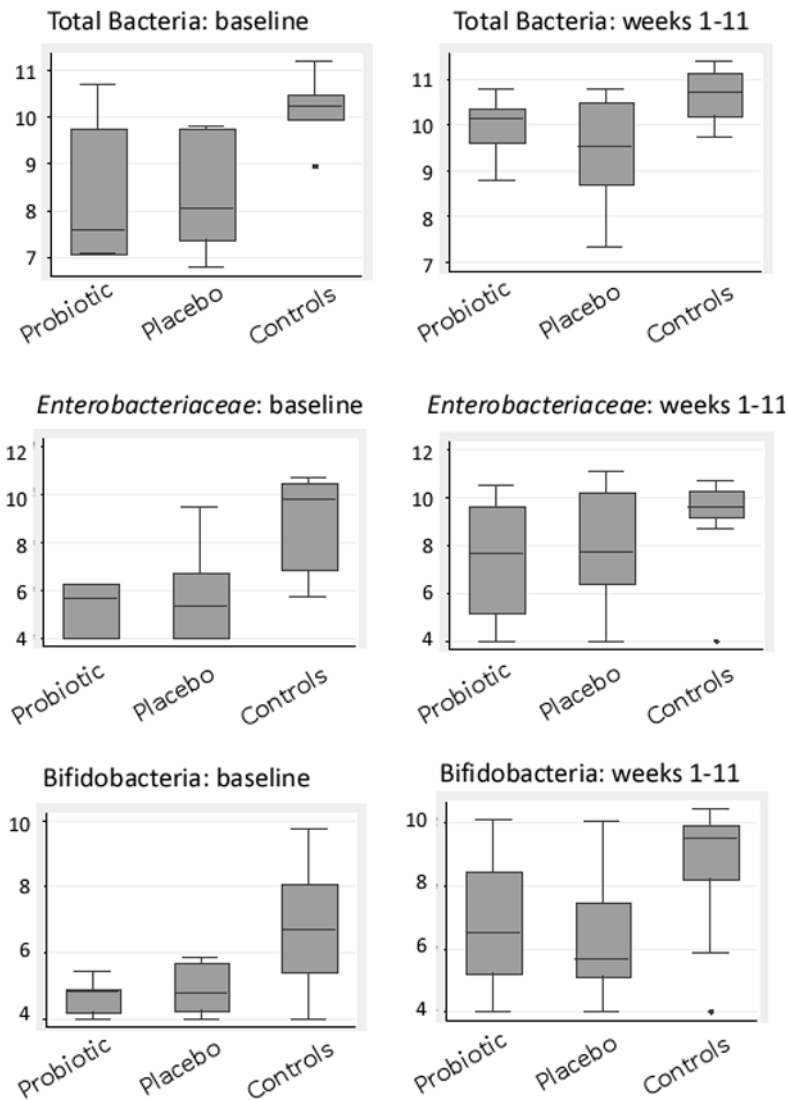 Total Bacteria: baseline
11
10
9
8
7
Probiotic
Placebo
Controls
Total Bacteria: weeks 1-11
11
10
9
8
7
Probiotic
Placebo
Controls
Enterobacteriaceae: baseline
12
10
8
6
4
Probiotic
Placebo
Controls
Enterobacteriaceae: weeks 1-11
12
10
8
6
4
Probiotic
Placebo
Controls
Bifidobacteria: baseline
10
8
6
4
Probiotic
Placebo
Controls
Bifidobacteria: weeks 1-11
10
8
6
4
Probiotic
Placebo
Controls